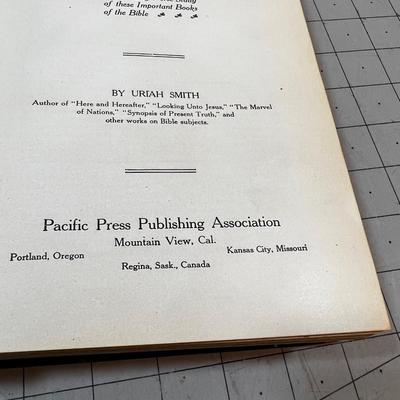 of these Important Books
of the Bible
BY URIAH SMITH
Author of "Here and Hereafter," "Looking Unto Jesus," "The Marvel
of Nations," "Synopsis of Present Truth," and
other works on Bible subjects.
Pacific Press Publishing Association
Mountain View, Cal.
Portland, Oregon Kansas City, Missouri
Regina, Sask., Canada